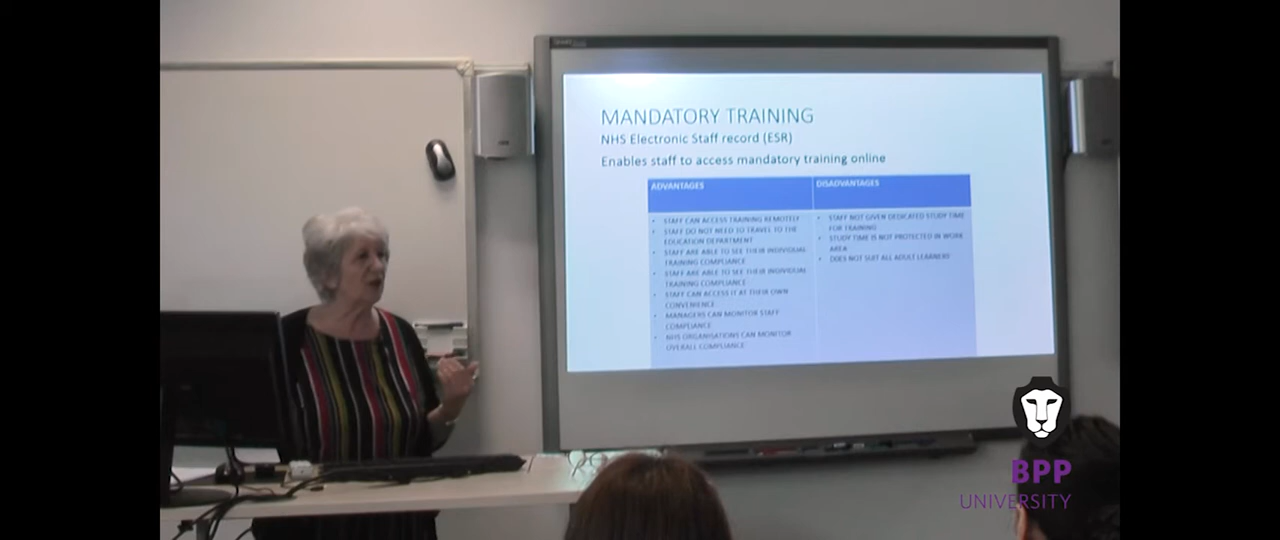 MANDATORY TRAINING
NHS Electronic Staff record (ESR)
Enables staff to access mandatory training online
ADVANTAGES
• STAFF CAN ACCESS TRAINING REMOTELY
• STAFF DO NOT NEED TO TRAVEL TO THE
EDUCATION DEPARTMENT
• STAFF ARE ABLE TO SEE THEIR INDIVIDUAL
TRAINING COMPLIANCE
• STAFF ARE ABLE TO SEE THEIR INDIVIDUAL
TRAINING COMPLIANCE
• STAFF CAN ACCESS IT AT THEIR OWN
CONVENIENCE
• MANAGERS CAN MONITOR STAFF
COMPLIANCE
• NHS ORGANISATIONS CAN MONITOR
OVERALL COMPLIANCE
DISADVANTAGES
• STAFF NOT GIVEN DEDICATED STUDY TIME
FOR TRAINING
• STUDY TIME IS NOT PROTECTED IN WORK
AREA
• DOES NOT SUIT ALL ADULT LEARNERS
BPP
UNIVERSITY